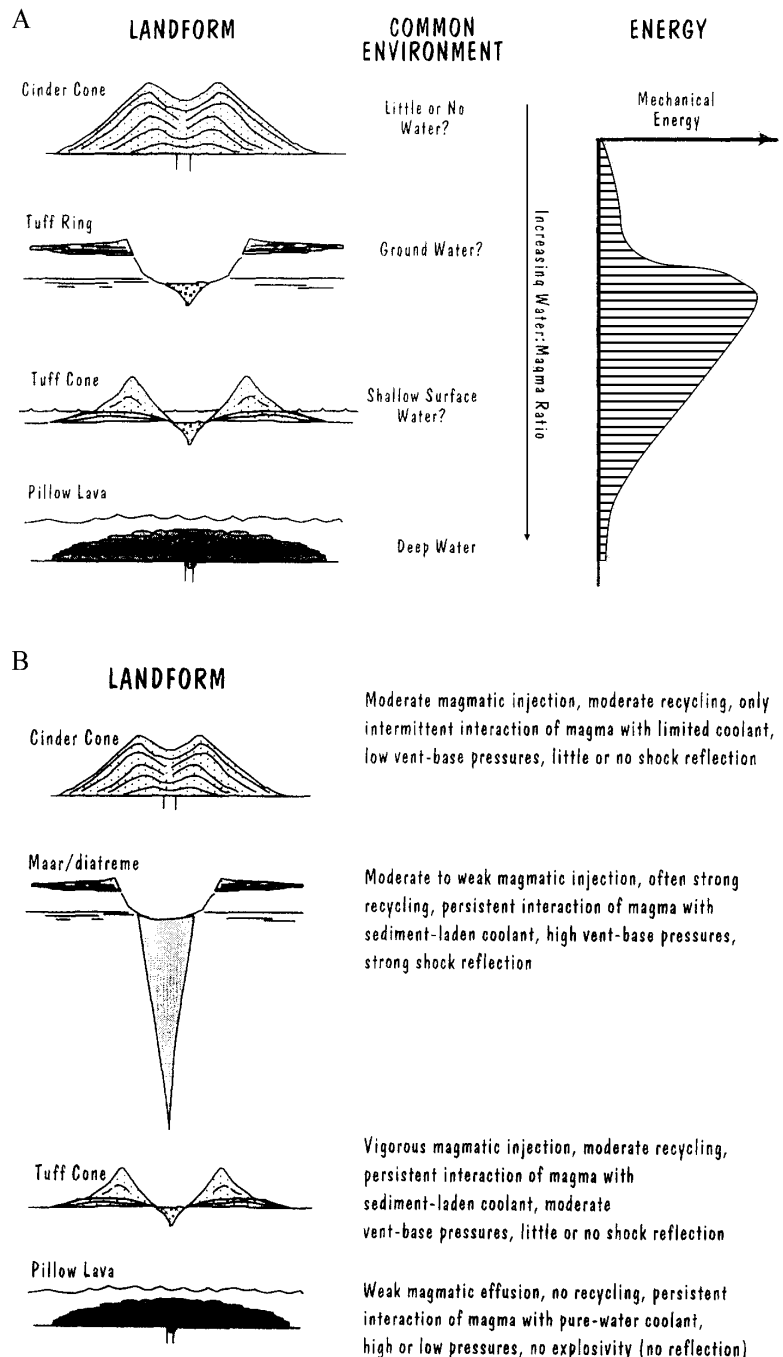 A
LANDFORM
COMMON
ENVIRONMENT
ENERGY
Cinder Cone
Little or No
Water?
Mechanical
Energy
Tuff Ring
Ground Water?
Increasing Water:Magma Ratio
Tuff Cone
Shallow Surface
Water?
Pillow Lava
Deep Water
B
LANDFORM
Cinder Cone
Moderate magmatic injection, moderate recycling, only
intermittent interaction of magma with limited coolant,
low vent-base pressures, little or no shock reflection
Maar/diatreme
Moderate to weak magmatic injection, often strong
recycling, persistent interaction of magma with
sediment-laden coolant, high vent-base pressures,
strong shock reflection
Tuff Cone
Vigorous magmatic injection, moderate recycling,
persistent interaction of magma with
sediment-laden coolant, moderate
vent-base pressures, little or no shock reflection
Pillow Lava
Weak magmatic effusion, no recycling, persistent
interaction of magma with pure-water coolant,
high or low pressures, no explosivity (no reflection)